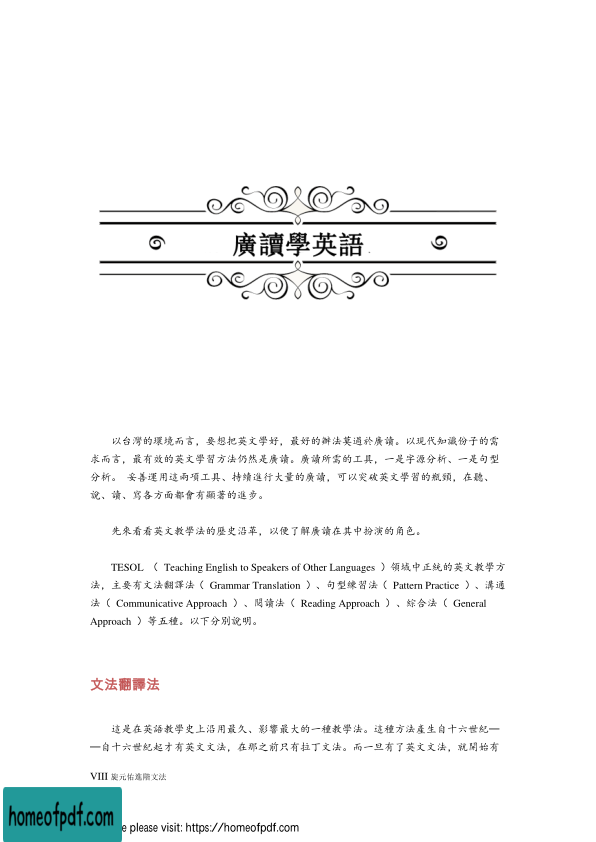 廣讀學英語
以台灣的環境而言，要想把英文學好，最好的辦法莫過於廣讀。以現代知識份子的需
求而言，最有效的英文學習方法仍然是廣讀。廣讀所需的工具，一是字源分析、一是句型
分析。 妥善運用這兩項工具、持續進行大量的廣讀，可以突破英文學習的瓶頸，在聽、
說、讀、寫各方面都會有顯著的進步。
先來看看英文教學法的歷史沿革，以便了解廣讀在其中扮演的角色。
TESOL （ Teaching English to Speakers of Other Languages ）領域中正統的英文教學方
法，主要有文法翻譯法（ Grammar Translation ）、句型練習法（ Pattern Practice ）、溝通
法（ Communicative Approach ）、閱讀法（ Reading Approach ）、綜合法（ General
Approach ）等五種。以下分別說明。
文法翻譯法
這是在英語教學史上沿用最久、影響最大的一種教學法。這種方法產生自十六世紀—
—自十六世紀起才有英文文法，在那之前只有拉丁文法。而一旦有了英文文法，就開始有
VIII 旋元佑進階文法
homeofpdf.com
e please visit: https://homeofpdf.com